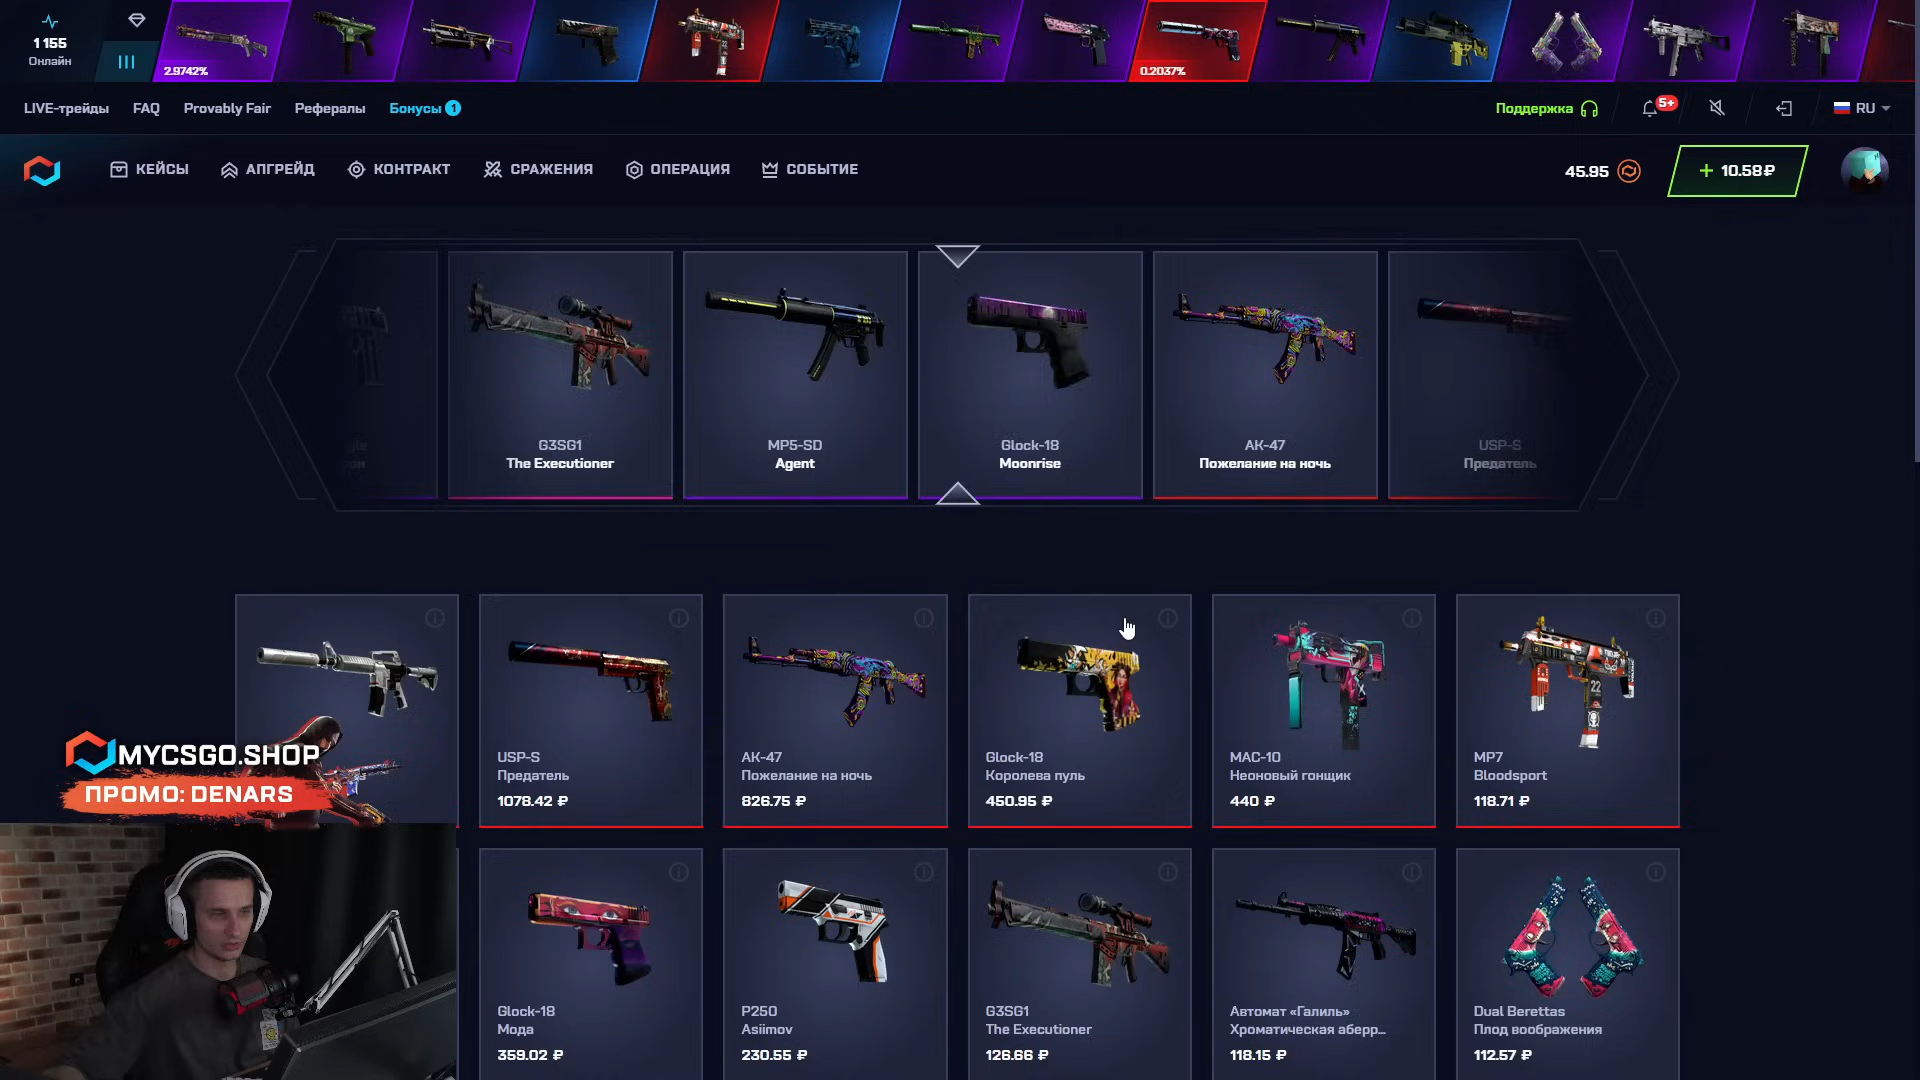 1 155
Онлайн
2.9742%
0.2037%
LIVE-трейды
FAQ
Provably Fair
Рефералы
Бонусы 1
Поддержка
5+
RU
КЕЙСЫ
АПГРЕЙД
КОНТРАКТ
СРАЖЕНИЯ
ОПЕРАЦИЯ
СОБЫТИЕ
45.95
+ 10.58 ₽
G3SG1
The Executioner
MP5-SD
Agent
Glock-18
Moonrise
AK-47
Пожелание на ночь
USP-S
Предатель
USP-S
Предатель
1078.42 ₽
AK-47
Пожелание на ночь
826.75 ₽
Glock-18
Королева пуль
450.95 ₽
MAC-10
Неоновый гонщик
440 ₽
MP7
Bloodsport
118.71 ₽
MYCSGO.SHOP
ПРОМО: DENARS
Glock-18
Мода
359.02 ₽
P250
Asiimov
230.55 ₽
G3SG1
The Executioner
126.66 ₽
Автомат «Галиль»
Хроматическая аберр...
118.15 ₽
Dual Berettas
Плод воображения
112.57 ₽